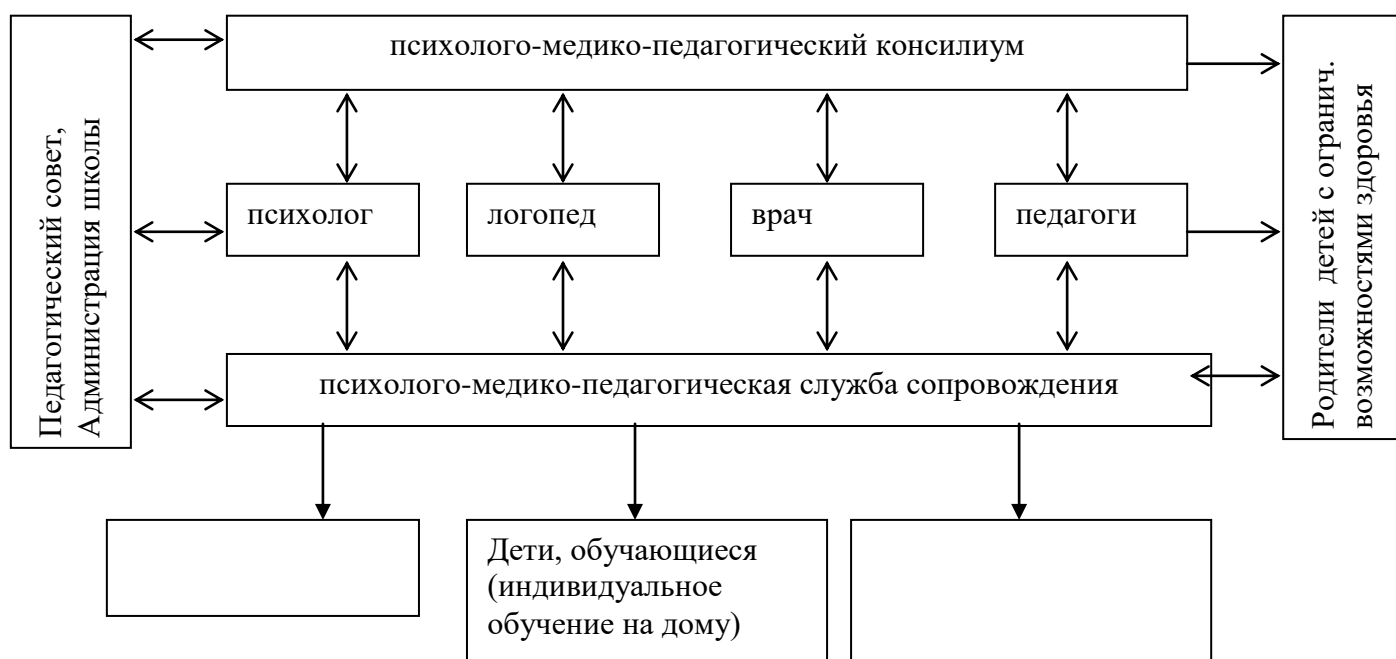 психолого-медико-педагогический консилиум
Педагогический совет,
Администрация школы
Родители детей с огранич.
возможностями здоровья
психолог
логопед
врач
педагоги
психолого-медико-педагогическая служба сопровождения
Дети, обучающиеся
(индивидуальное
обучение на дому)